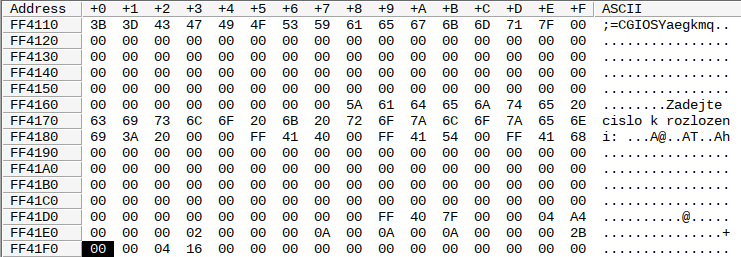 Address +0 +1 +2 +3 +4 +5 +6 +7 +8 +9 +A +B +C +D +E +F ASCII
FF4110 3B 3D 43 47 49 4F 53 59 61 65 67 6B 6D 71 7F 00 ;=CGIOSYaegkmq..
FF4120 00 00 00 00 00 00 00 00 00 00 00 00 00 00 00 00 ................
FF4130 00 00 00 00 00 00 00 00 00 00 00 00 00 00 00 00 ................
FF4140 00 00 00 00 00 00 00 00 00 00 00 00 00 00 00 00 ................
FF4150 00 00 00 00 00 00 00 00 00 00 00 00 00 00 00 00 ................
FF4160 00 00 00 00 00 00 00 00 5A 61 64 65 6A 74 65 20 ........Zadejte
FF4170 63 69 73 6C 6F 20 6B 20 72 6F 7A 6C 6F 7A 65 6E cislo k rozlozen
FF4180 69 3A 20 00 00 FF 41 40 00 FF 41 54 00 FF 41 68 i: ...A@..AT..Ah
FF4190 00 00 00 00 00 00 00 00 00 00 00 00 00 00 00 00 ................
FF41A0 00 00 00 00 00 00 00 00 00 00 00 00 00 00 00 00 ................
FF41B0 00 00 00 00 00 00 00 00 00 00 00 00 00 00 00 00 ................
FF41C0 00 00 00 00 00 00 00 00 00 00 00 00 00 00 00 00 ................
FF41D0 00 00 00 00 00 00 00 00 00 FF 40 7F 00 00 04 A4 ..........@.....
FF41E0 00 00 00 02 00 00 00 0A 00 0A 00 0A 00 00 00 2B ...............+
FF41F0 00 00 04 16 00 00 00 00 00 00 00 00 00 00 00 00 ................